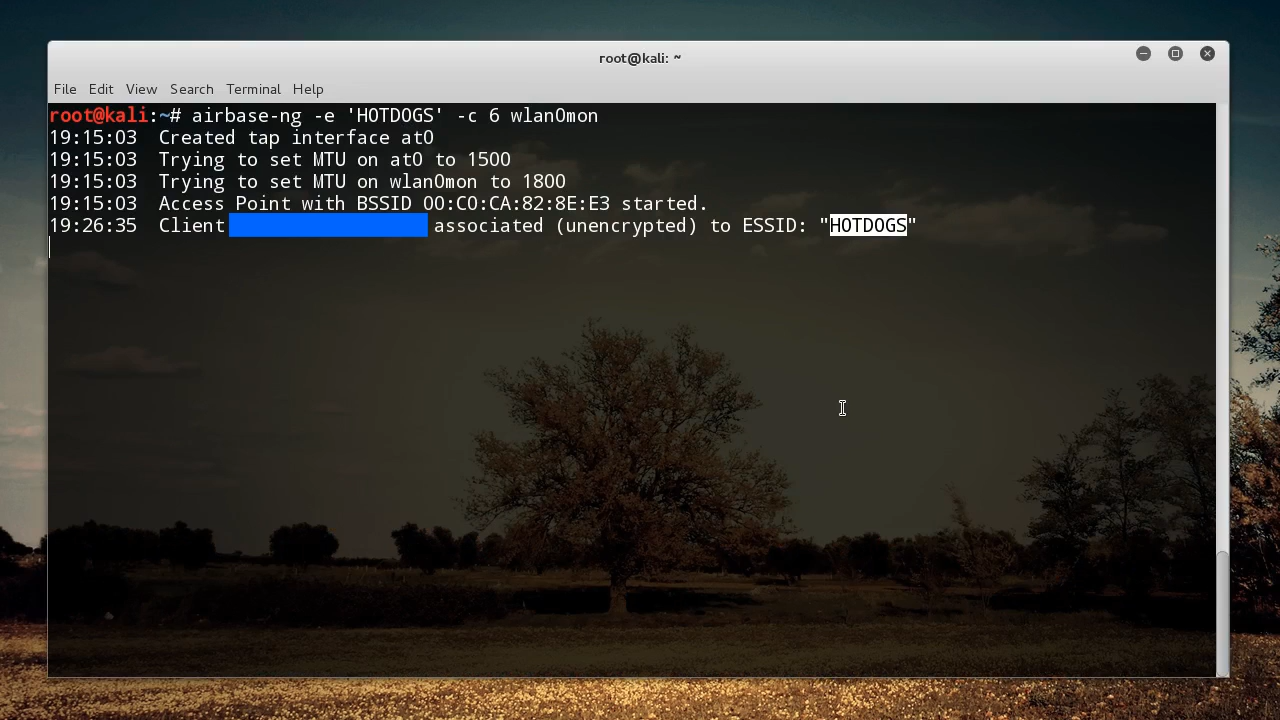 root@kali: ~
File Edit View Search Terminal Help
root@kali:~# airbase-ng -e 'HOTDOGS' -c 6 wlan0mon
19:15:03  Created tap interface at0
19:15:03  Trying to set MTU on at0 to 1500
19:15:03  Trying to set MTU on wlan0mon to 1800
19:15:03  Access Point with BSSID 00:C0:CA:82:8E:E3 started.
19:26:35  Client associated (unencrypted) to ESSID: "HOTDOGS"